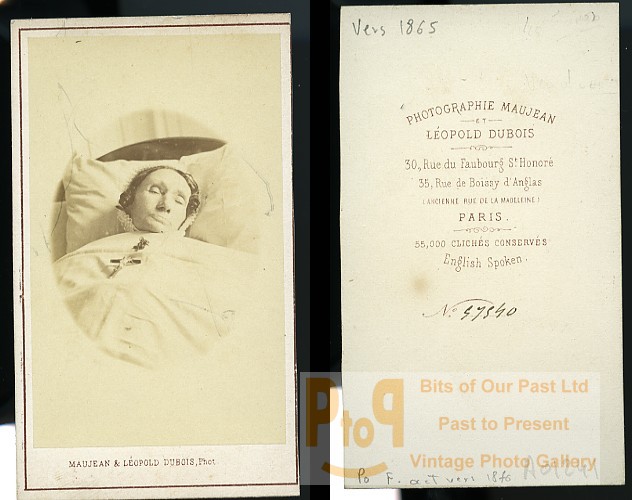 MAUJEAN & LÉOPOLD DUBOIS, Phot.
Vers 1865
PHOTOGRAPHIE MAUJEAN
ET
LÉOPOLD DUBOIS
30, Rue du Faubourg St Honoré
35, Rue de Boissy d'Anglas
(ANCIENNE RUE DE LA MADELEINE)
PARIS.
55,000 CLICHÉS CONSERVÉS
English Spoken.
No 57540
PtoP
Bits of Our Past Ltd
Past to Present
Vintage Photo Gallery
vers 186